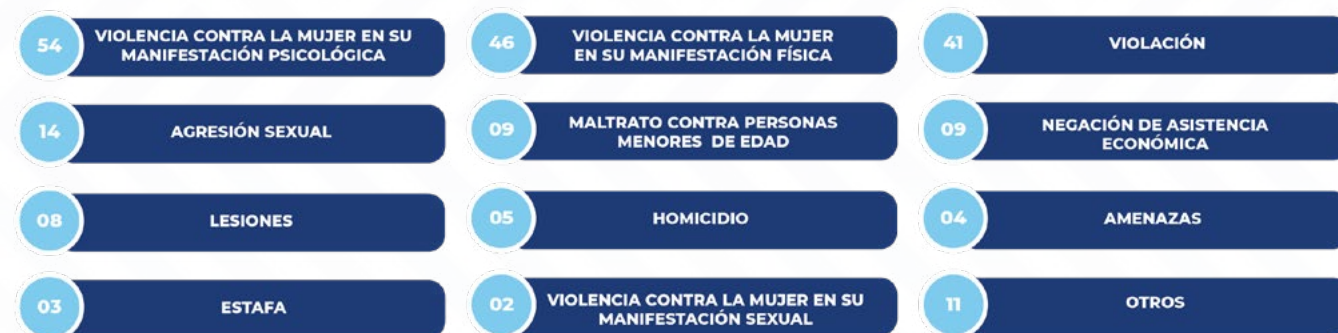 54
VIOLENCIA CONTRA LA MUJER EN SU
MANIFESTACIÓN PSICOLÓGICA
46
VIOLENCIA CONTRA LA MUJER
EN SU MANIFESTACIÓN FÍSICA
41
VIOLACIÓN
14
AGRESIÓN SEXUAL
09
MALTRATO CONTRA PERSONAS
MENORES DE EDAD
09
NEGACIÓN DE ASISTENCIA
ECONÓMICA
08
LESIONES
05
HOMICIDIO
04
AMENAZAS
03
ESTAFA
02
VIOLENCIA CONTRA LA MUJER EN SU
MANIFESTACIÓN SEXUAL
11
OTROS